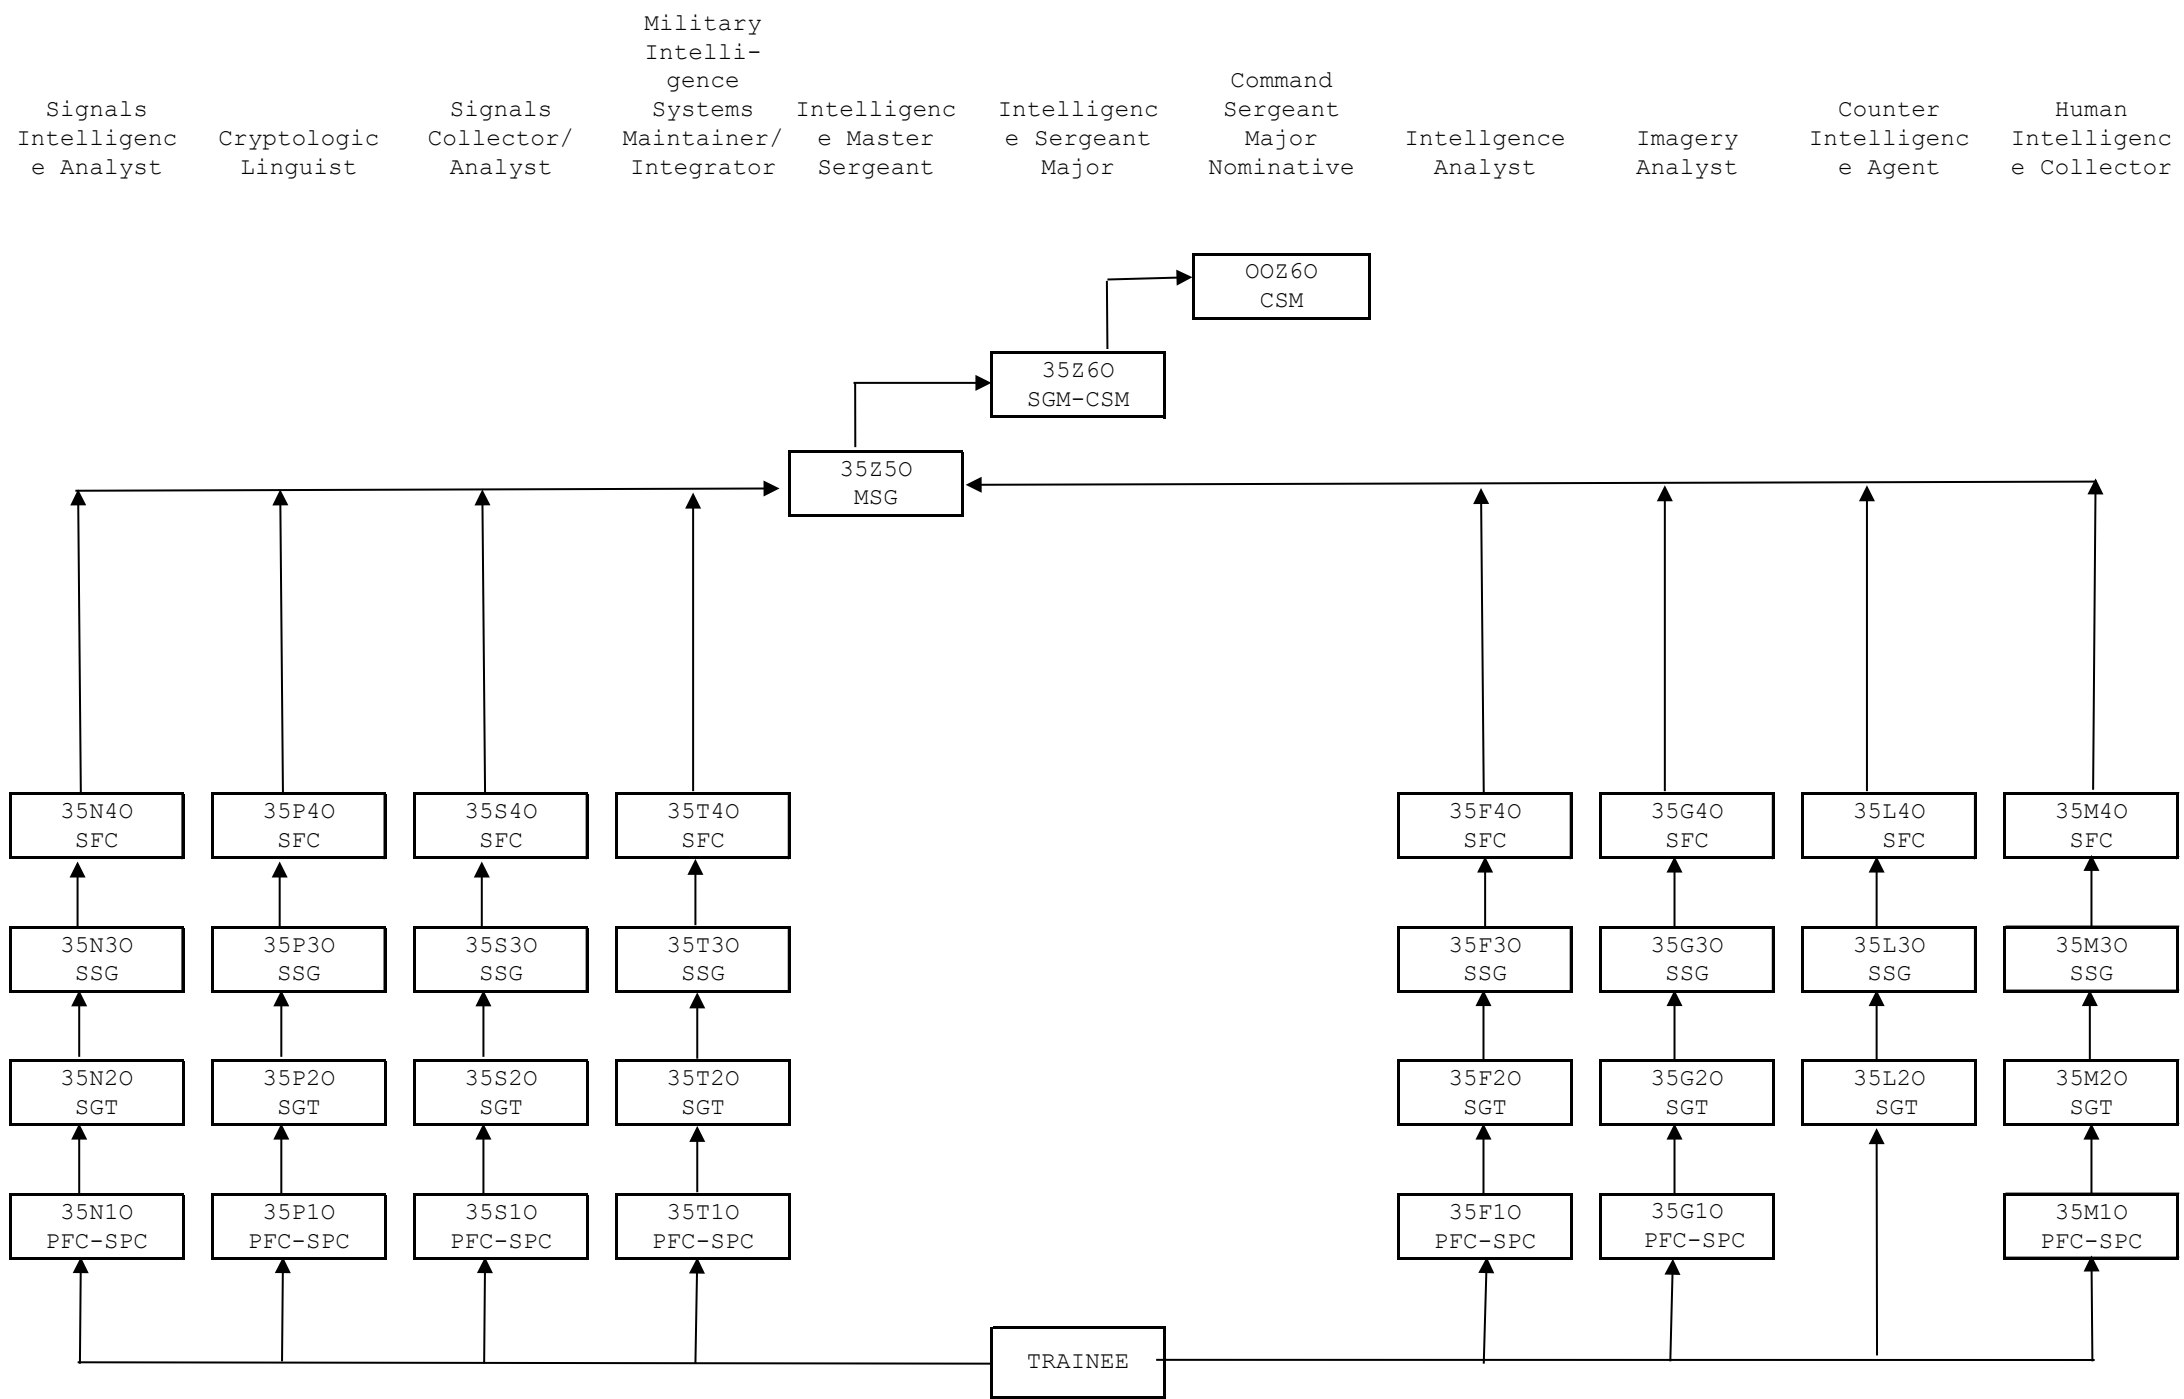 Military
Intelli-
gence
Systems
Maintainer/
Integrator
Signals
Intelligenc
e Analyst
Cryptologic
Linguist
Signals
Collector/
Analyst
Intelligenc
e Master
Sergeant
Intelligenc
e Sergeant
Major
Command
Sergeant
Major
Nominative
Intellgence
Analyst
Imagery
Analyst
Counter
Intelligenc
e Agent
Human
Intelligenc
e Collector
OOZ6O
CSM
35Z6O
SGM-CSM
35Z5O
MSG
35N4O
SFC
35P4O
SFC
35S4O
SFC
35T4O
SFC
35F4O
SFC
35G4O
SFC
35L4O
SFC
35M4O
SFC
35N3O
SSG
35P3O
SSG
35S3O
SSG
35T3O
SSG
35F3O
SSG
35G3O
SSG
35L3O
SSG
35M3O
SSG
35N2O
SGT
35P2O
SGT
35S2O
SGT
35T2O
SGT
35F2O
SGT
35G2O
SGT
35L2O
SGT
35M2O
SGT
35N1O
PFC-SPC
35P1O
PFC-SPC
35S1O
PFC-SPC
35T1O
PFC-SPC
35F1O
PFC-SPC
35G1O
PFC-SPC
35M1O
PFC-SPC
TRAINEE